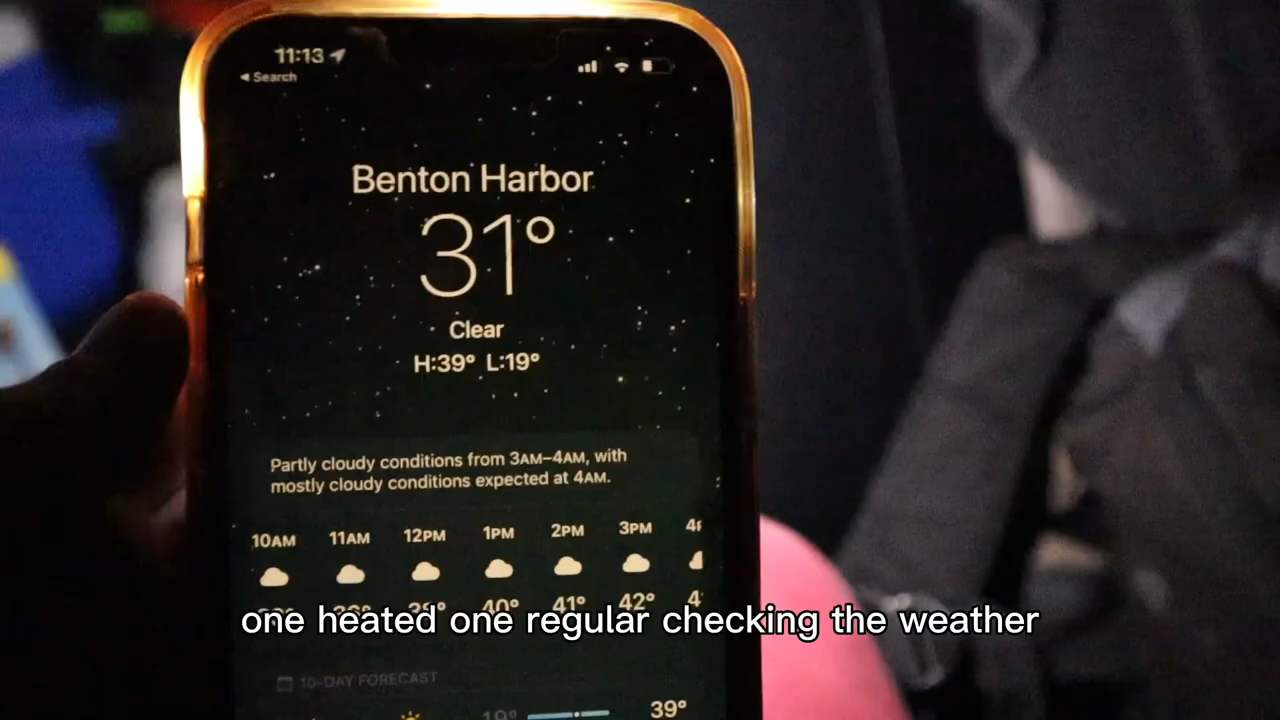 11:13
Search
Benton Harbor
31°
Clear
H:39° L:19°
Partly cloudy conditions from 3AM–4AM, with
mostly cloudy conditions expected at 4AM.
10AM 11AM 12PM 1PM 2PM 3PM
40° 41° 42°
one heated one regular checking the weather
10-DAY FORECAST
19° 39°